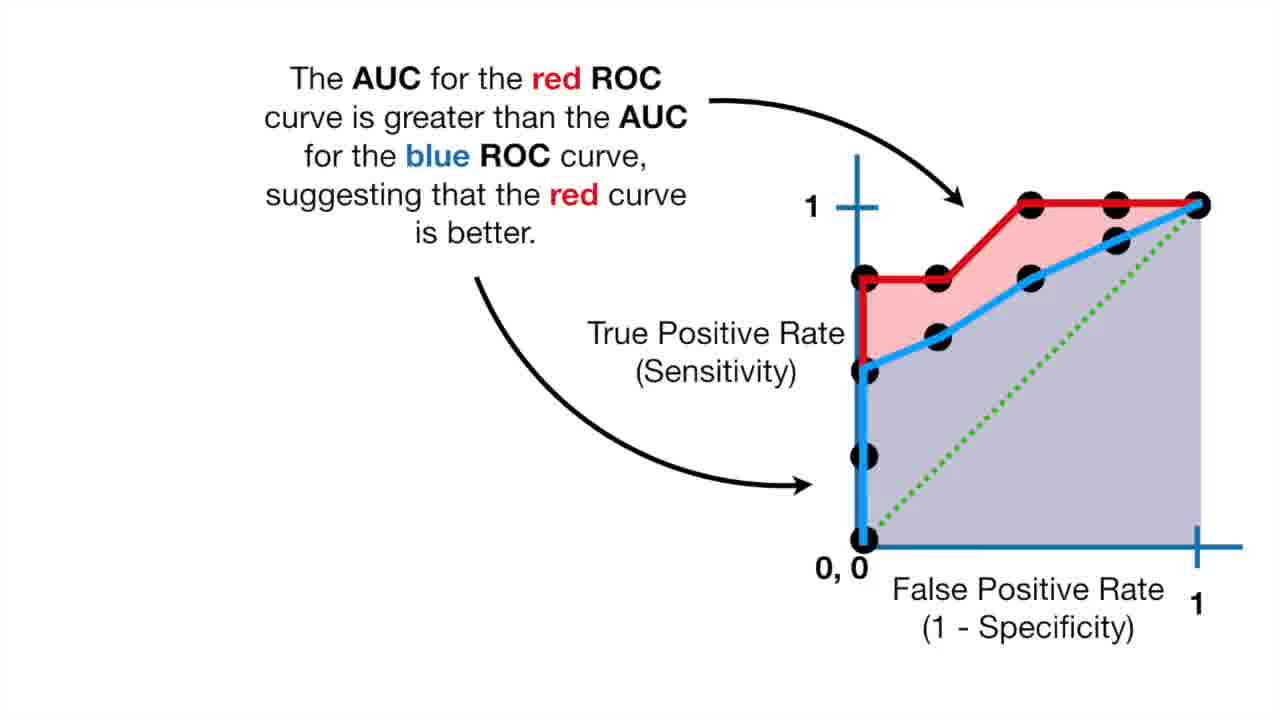 The AUC for the red ROC
curve is greater than the AUC
for the blue ROC curve,
suggesting that the red curve
is better.
1
True Positive Rate
(Sensitivity)
0, 0
False Positive Rate
(1 - Specificity)
1